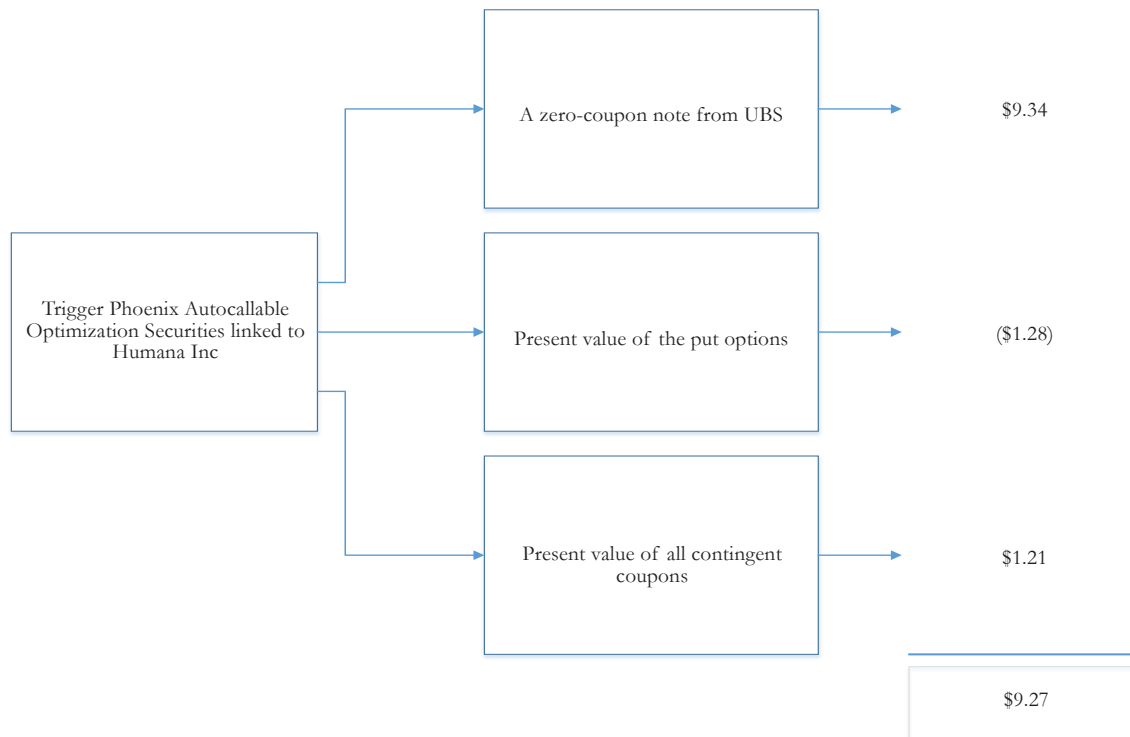 A zero-coupon note from UBS
$9.34
Trigger Phoenix Autocallable
Optimization Securities linked to
Humana Inc
Present value of the put options
($1.28)
Present value of all contingent
coupons
$1.21
$9.27